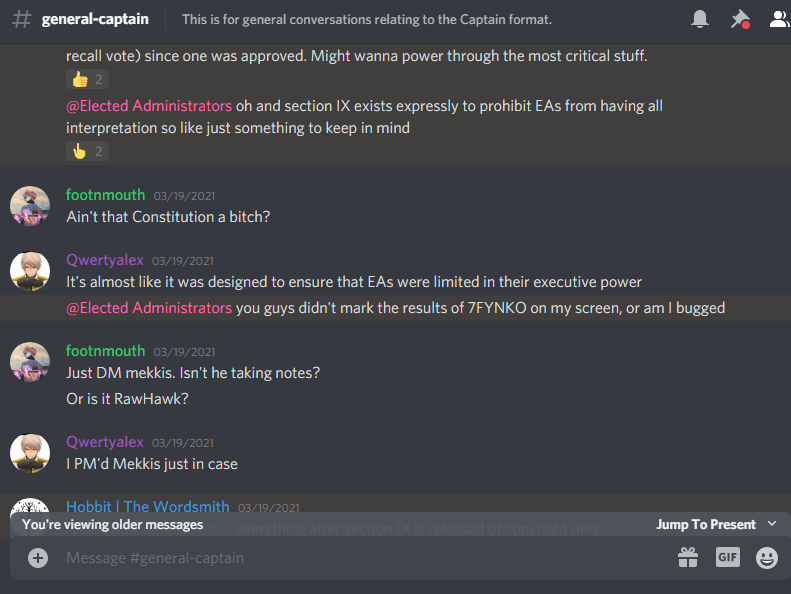 # general-captain This is for general conversations relating to the Captain format.
recall vote) since one was approved. Might wanna power through the most critical stuff.
👍 2
@Elected Administrators oh and section IX exists expressly to prohibit EAs from having all
interpretation so like just something to keep in mind
👆 2
footnmouth 03/19/2021
Ain't that Constitution a bitch?
Qwertyalex 03/19/2021
It's almost like it was designed to ensure that EAs were limited in their executive power
@Elected Administrators you guys didn't mark the results of 7FYNKO on my screen, or am I bugged
footnmouth 03/19/2021
Just DM mekkis. Isn't he taking notes?
Or is it RawHawk?
Qwertyalex 03/19/2021
I PM'd Mekkis just in case
Hobbit | The Wordsmith 03/19/2021
everything after section IX is released of copyright only
You're viewing older messages Jump To Present
Message #general-captain GIF